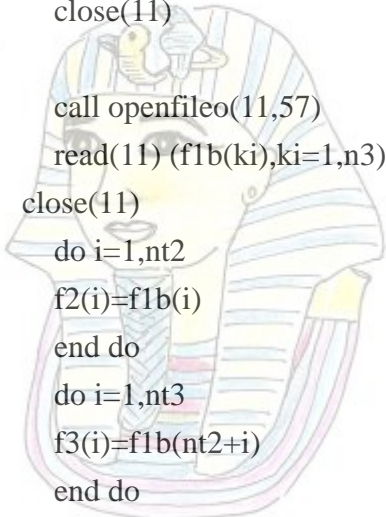 close(11)
call openfileo(11,57)
read(11) (f1b(ki),ki=1,n3)
close(11)
do i=1,nt2
f2(i)=f1b(i)
end do
do i=1,nt3
f3(i)=f1b(nt2+i)
end do